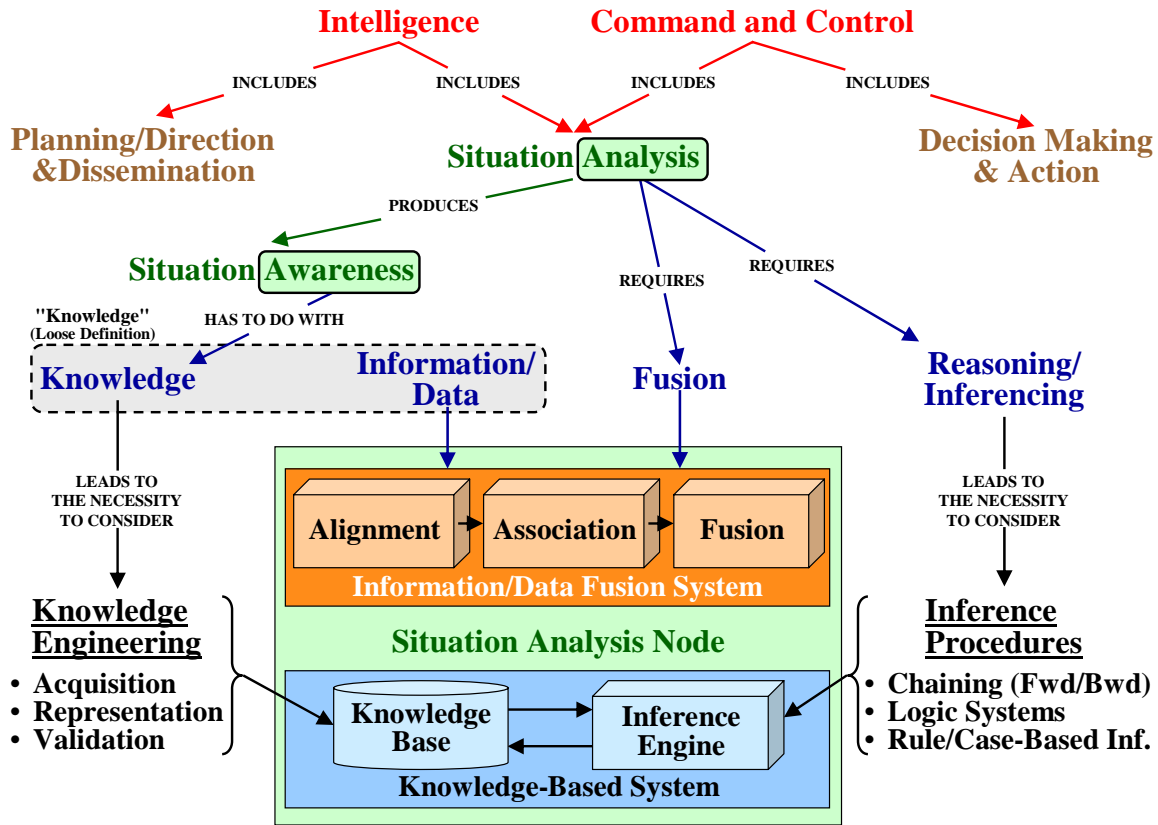 Intelligence
Command and Control
INCLUDES
INCLUDES
INCLUDES
INCLUDES
Planning/Direction
&Dissemination
Situation Analysis
Decision Making
& Action
PRODUCES
Situation Awareness
REQUIRES
REQUIRES
"Knowledge"
(Loose Definition)
HAS TO DO WITH
Knowledge
Information/
Data
Fusion
Reasoning/
Inferencing
LEADS TO
THE NECESSITY
TO CONSIDER
LEADS TO
THE NECESSITY
TO CONSIDER
Alignment
Association
Fusion
Information/Data Fusion System
Knowledge
Engineering
• Acquisition
• Representation
• Validation
Situation Analysis Node
Inference
Procedures
• Chaining (Fwd/Bwd)
• Logic Systems
• Rule/Case-Based Inf.
Knowledge
Base
Inference
Engine
Knowledge-Based System